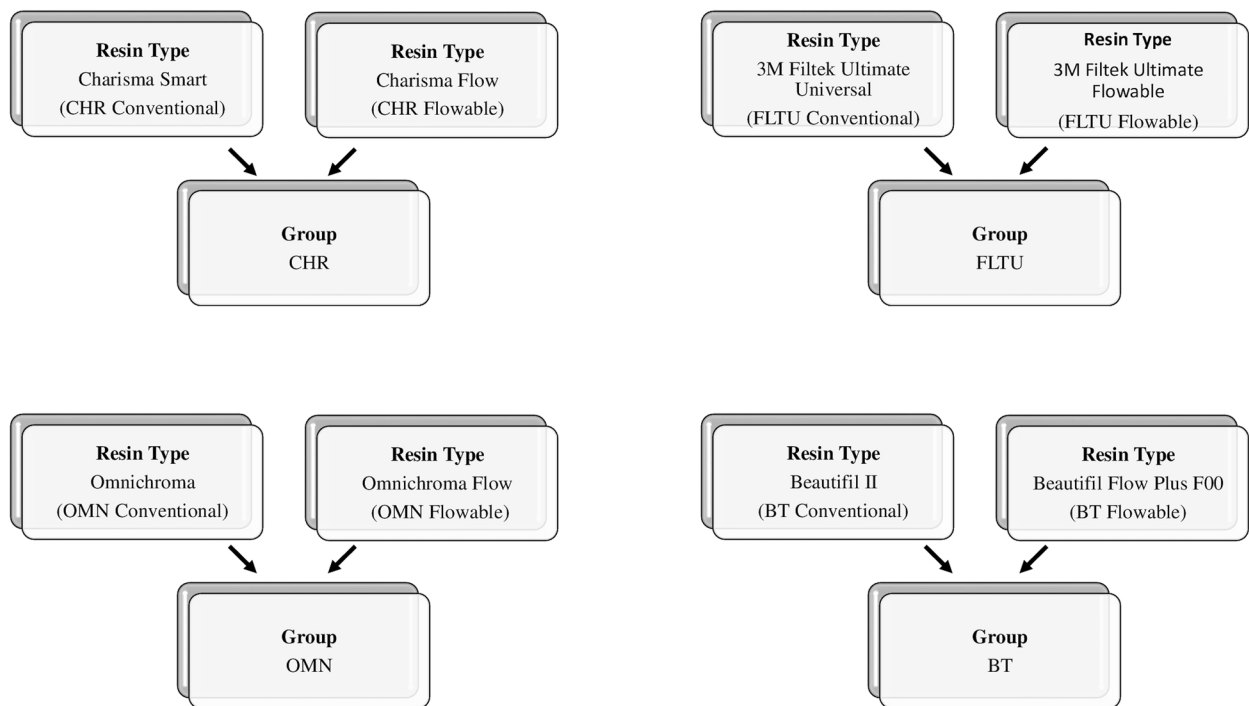 Resin Type
Charisma Smart
(CHR Conventional)
Resin Type
Charisma Flow
(CHR Flowable)
Group
CHR
Resin Type
3M Filtek Ultimate
Universal
(FLTU Conventional)
Resin Type
3M Filtek Ultimate
Flowable
(FLTU Flowable)
Group
FLTU
Resin Type
Omnichroma
(OMN Conventional)
Resin Type
Omnichroma Flow
(OMN Flowable)
Group
OMN
Resin Type
Beautifil II
(BT Conventional)
Resin Type
Beautifil Flow Plus F00
(BT Flowable)
Group
BT